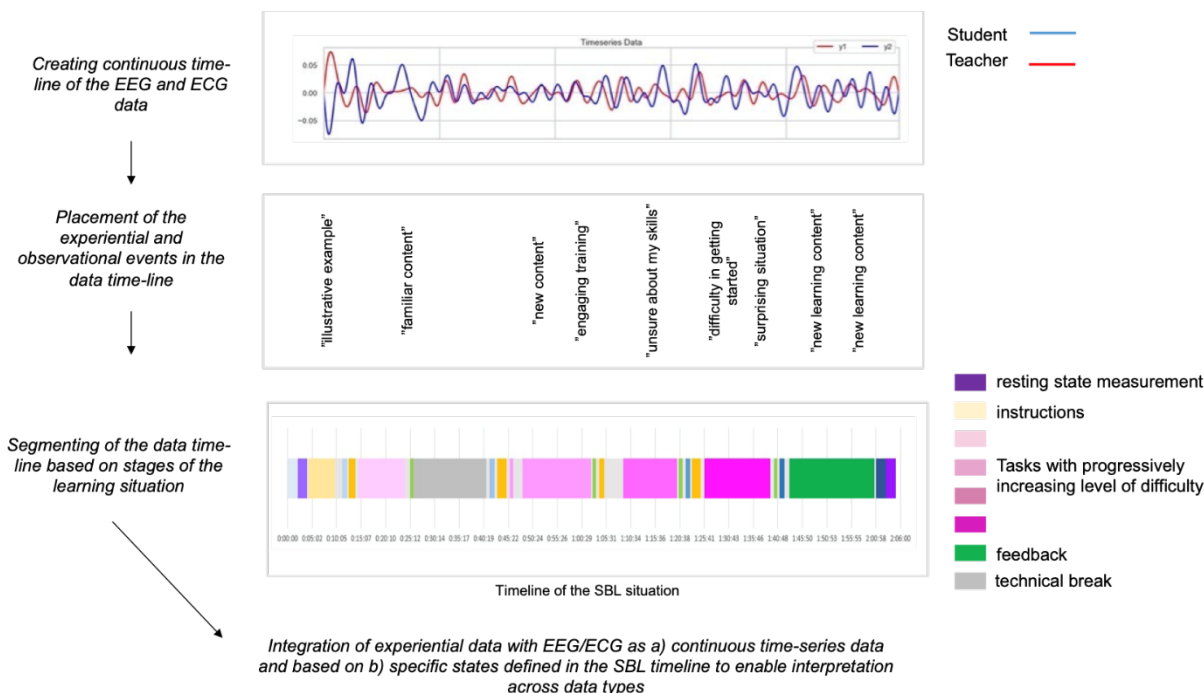 Creating continuous time-
line of the EEG and ECG
data
Timeseries Data
y1
y2
0.05
0.00
−0.05
Student
Teacher
Placement of the
experiential and
observational events in the
data time-line
"illustrative example"
"familiar content"
"new content"
"engaging training"
"unsure about my skills"
"difficulty in getting
started"
"surprising situation"
"new learning content"
"new learning content"
Segmenting of the data time-
line based on stages of the
learning situation
0:00:00 0:05:02 0:10:05 0:15:07 0:20:10 0:25:12 0:30:14 0:35:17 0:40:19 0:45:22 0:50:24 0:55:26 1:00:29 1:05:31 1:10:34 1:15:36 1:20:38 1:25:41 1:30:43 1:35:46 1:40:48 1:45:50 1:50:53 1:55:55 2:00:58 2:06:00
Timeline of the SBL situation
resting state measurement
instructions
Tasks with progressively
increasing level of difficulty
feedback
technical break
Integration of experiential data with EEG/ECG as a) continuous time-series data
and based on b) specific states defined in the SBL timeline to enable interpretation
across data types